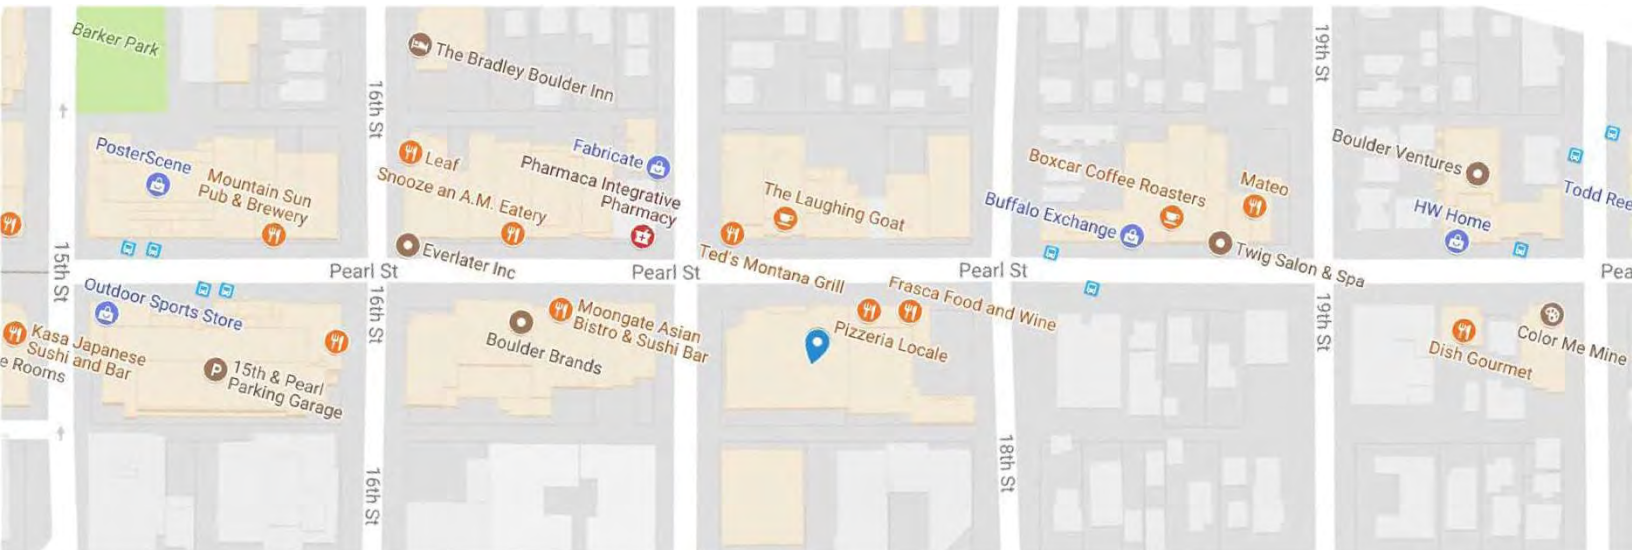 Barker Park
The Bradley Boulder Inn
16th St
19th St
PosterScene
Mountain Sun
Pub & Brewery
Leaf
Snooze an A.M. Eatery
Fabricate
Pharmaca Integrative
Pharmacy
The Laughing Goat
Boxcar Coffee Roasters
Mateo
Buffalo Exchange
Boulder Ventures
HW Home
Todd Ree
15th St
Everlater Inc
Pearl St
Pearl St
Pearl St
Pea
Ted's Montana Grill
Twig Salon & Spa
Outdoor Sports Store
16th St
Moongate Asian
Bistro & Sushi Bar
Frasca Food and Wine
19th St
Kasa Japanese
Sushi and Bar
e Rooms
P
15th & Pearl
Parking Garage
Boulder Brands
Pizzeria Locale
Dish Gourmet
Color Me Mine
16th St
18th St